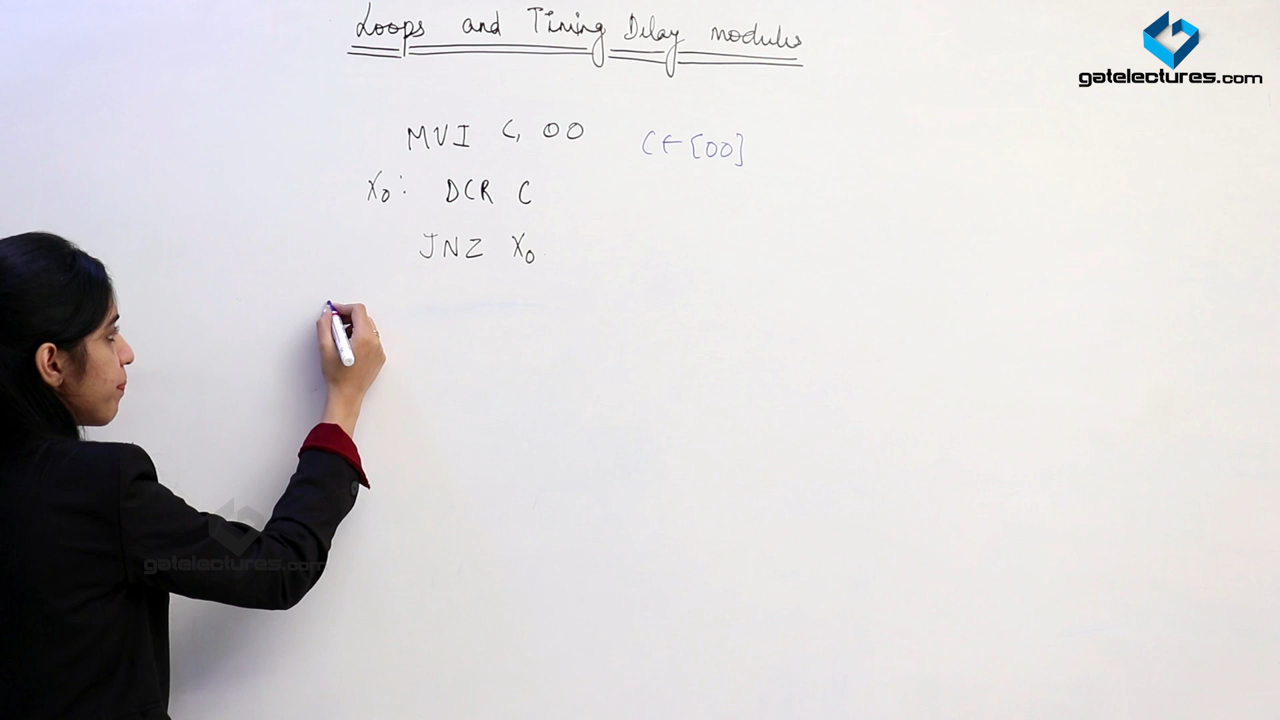 Loops and Timing Delay modules
gatelectures.com
MVI C, 00 C← [00]
X0: DCR C
JNZ X0
gatelectures.com